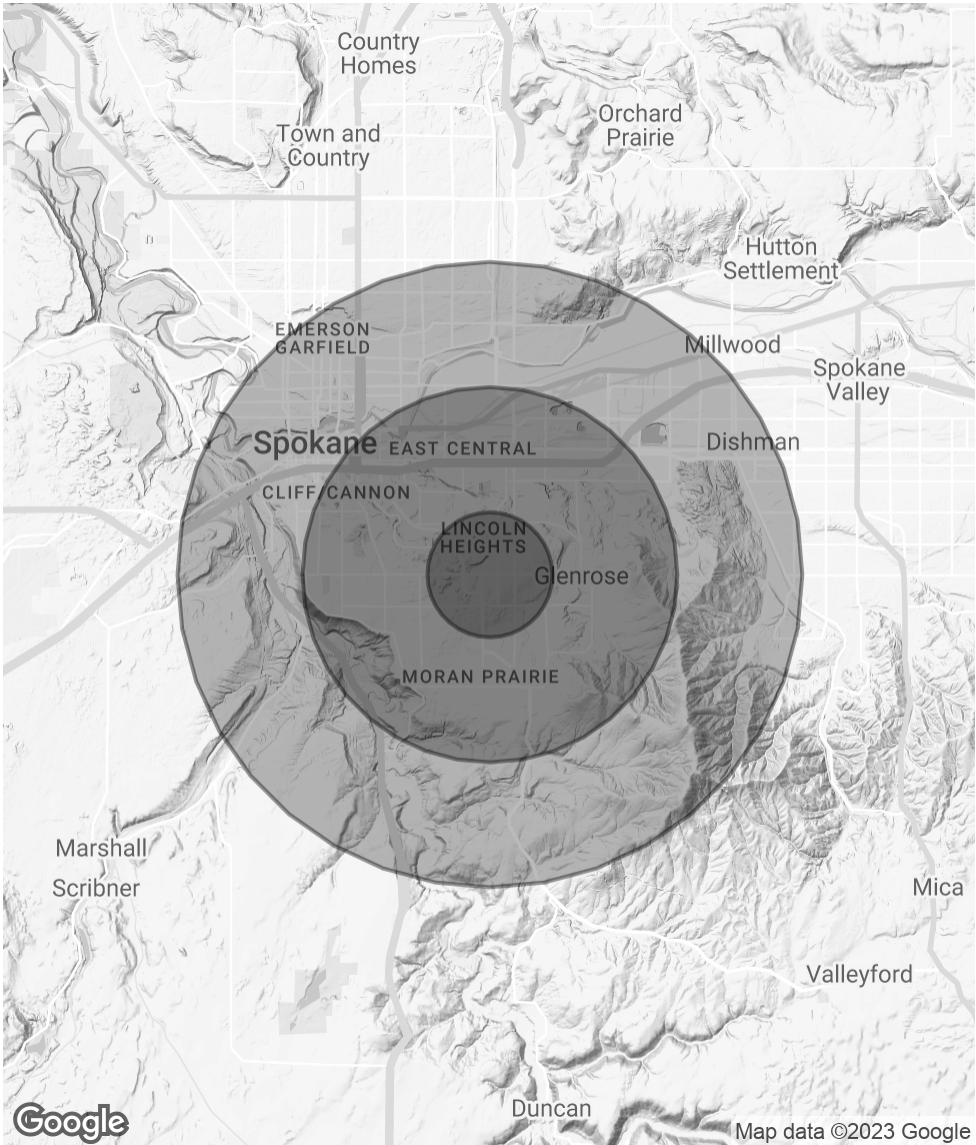 Country
Homes
Orchard
Prairie
Town and
Country
Hutton
Settlement
EMERSON
GARFIELD
Millwood
Spokane
Valley
Spokane
EAST CENTRAL
Dishman
CLIFF/CANNON
LINCOLN
HEIGHTS
Glenrose
MORAN PRAIRIE
Marshall
Scribner
Mica
Valleyford
Duncan
Google
Map data ©2023 Google